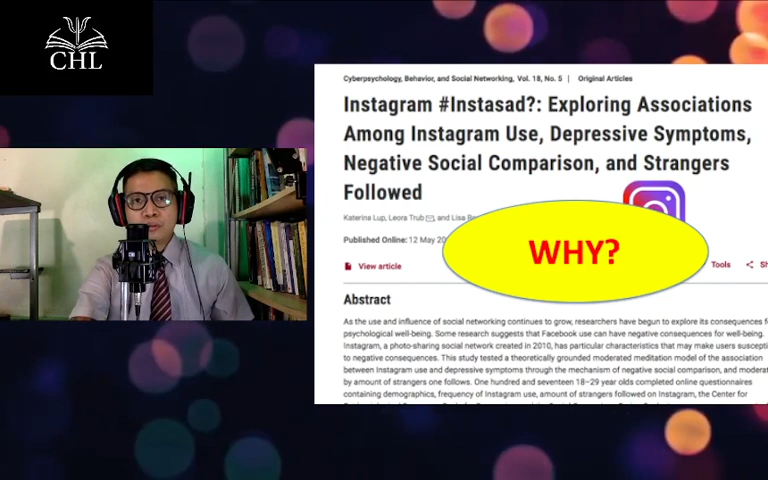 CHL
Cyberpsychology, Behavior, and Social Networking, Vol. 18, No. 5 | Original Articles
Instagram #Instasad?: Exploring Associations
Among Instagram Use, Depressive Symptoms,
Negative Social Comparison, and Strangers
Followed
Katerina Lup, Leora Trub, and Lisa
Published Online: 12 May
WHY?
View article
Tools
Abstract
As the use and influence of social networking continues to grow, researchers have begun to explore its consequences
psychological well-being. Some research suggests that Facebook use can have negative consequences for well-being.
Instagram, a photo-sharing social network created in 2010, has particular characteristics that may make users
to negative consequences. This study tested a theoretically grounded moderated meditation model of the association
between Instagram use and depressive symptoms through the mechanism of negative social comparison, and
by amount of strangers one follows. One hundred and seventeen 18–29 year olds completed online questionnaires
containing demographics, frequency of Instagram use, amount of strangers followed on Instagram, the Center for